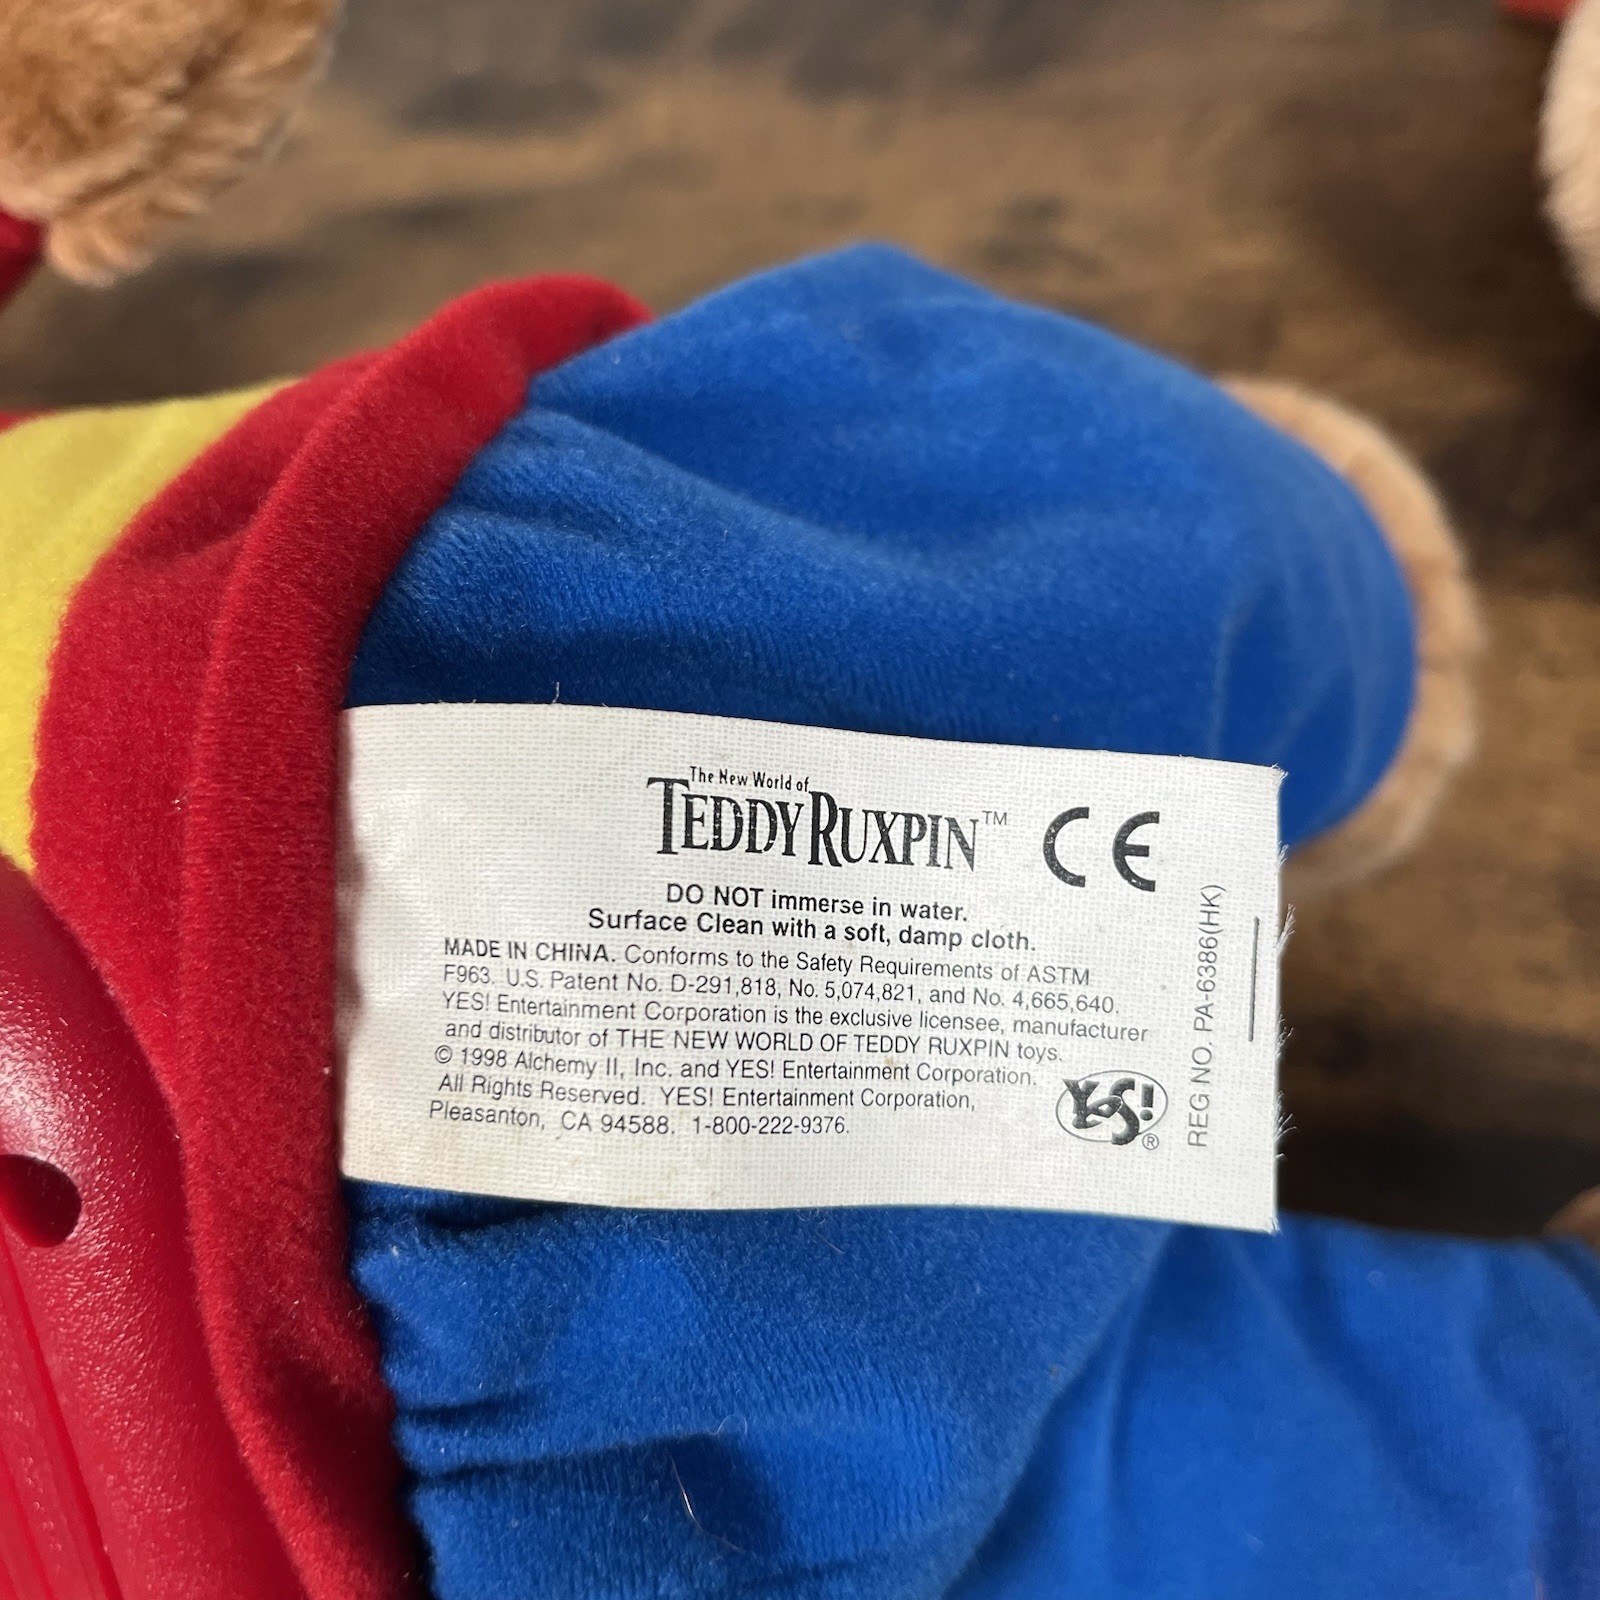 The New World of
TEDDY RUXPIN™
CE
DO NOT immerse in water.
Surface Clean with a soft, damp cloth.
MADE IN CHINA. Conforms to the Safety Requirements of ASTM
F963. U.S. Patent No. D-291,818, No. 5,074,821, and No. 4,665,640.
YES! Entertainment Corporation is the exclusive licensee, manufacturer
and distributor of THE NEW WORLD OF TEDDY RUXPIN toys.
© 1998 Alchemy II, Inc. and YES! Entertainment Corporation.
All Rights Reserved. YES! Entertainment Corporation,
Pleasanton, CA 94588. 1-800-222-9376.
YES!®
REG NO. PA-6386(HK)